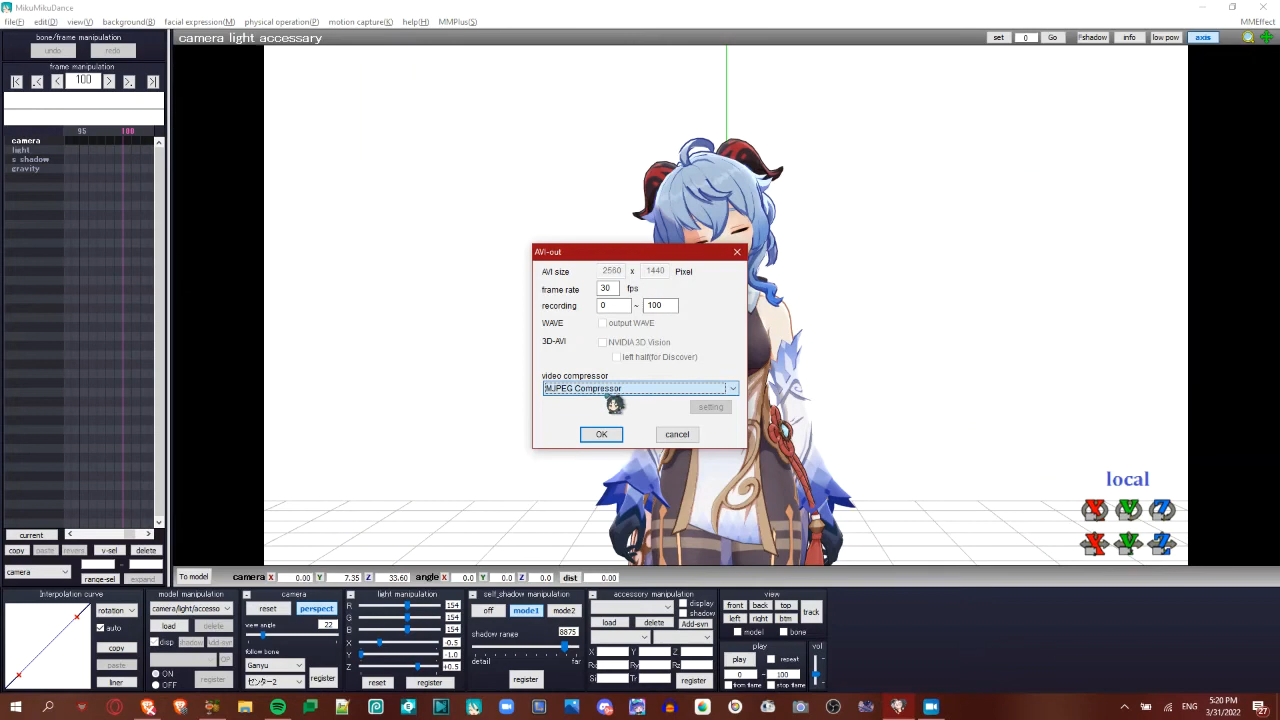 MikuMikuDance
file(F) edit(D) view(V) background(B) facial expression(M) physical operation(P) motion capture(K) help(H) MMPlus(S) MMEffect
bone/frame manipulation
undo redo
frame manipulation
100
95 100
camera
light
s shadow
gravity
current
copy paste revers v-sel delete
camera
range-sel expand
camera light accessary
set 0 Go Pshadow info low pow axis
AVI-out
AVI size 2560 x 1440 Pixel
frame rate 30 fps
recording 0 ~ 100
WAVE output WAVE
3D-AVI NVIDIA 3D Vision
left half(for Discover)
video compressor
MJPEG Compressor
setting
OK cancel
local
X Y Z
X Y Z
To model camera X 0.00 Y 7.35 Z 33.60 angle X 0.0 Y 0.0 Z 0.0 dist 0.00
Interpolation curve
rotation
auto
copy
paste
liner
model manipulation
camera/light/accesso
load delete
disp shadow Add-syn
OP
ON
OFF
register
camera
reset perspect
view angle 22
follow bone
Ganyu
センター2
register
light manipulation
R 154
G 154
B 154
X -0.5
Y -1.0
Z +0.5
reset register
self_shadow manipulation
off mode1 mode2
shadow range 8875
detail far
register
accessory manipulation
display
shadow
load delete Add-syn
X Y Z
Rx Ry Rz
Si Tr
register
view
front back top
left right btm
track
model bone
play
play repeat
0 100
from flame stop flame
vol
ENG
5:20 PM
3/31/2022
27